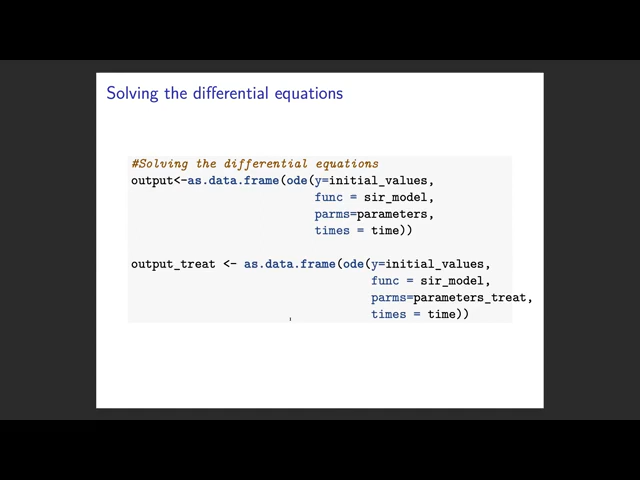 Solving the differential equations
#Solving the differential equations
output<-as.data.frame(ode(y=initial_values,
func = sir_model,
parms=parameters,
times = time))
output_treat <- as.data.frame(ode(y=initial_values,
func = sir_model,
parms=parameters_treat,
times = time))